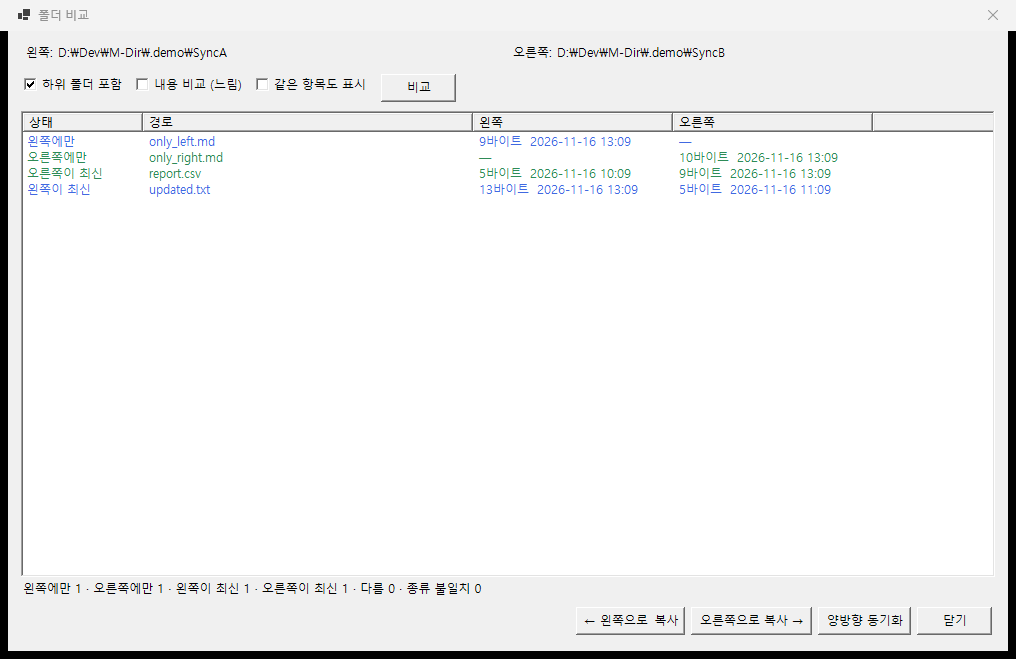 폴더 비교
왼쪽: D:₩Dev₩M-Dir₩.demo₩SyncA 오른쪽: D:₩Dev₩M-Dir₩.demo₩SyncB
하위 폴더 포함 내용 비교 (느림) 같은 항목도 표시 비교
상태 경로 왼쪽 오른쪽
왼쪽에만 only_left.md 9바이트 2026-11-16 13:09 —
오른쪽에만 only_right.md — 10바이트 2026-11-16 13:09
오른쪽이 최신 report.csv 5바이트 2026-11-16 10:09 9바이트 2026-11-16 13:09
왼쪽이 최신 updated.txt 13바이트 2026-11-16 13:09 5바이트 2026-11-16 11:09
왼쪽에만 1 · 오른쪽에만 1 · 왼쪽이 최신 1 · 오른쪽이 최신 1 · 다름 0 · 종류 불일치 0
← 왼쪽으로 복사 오른쪽으로 복사 → 양방향 동기화 닫기